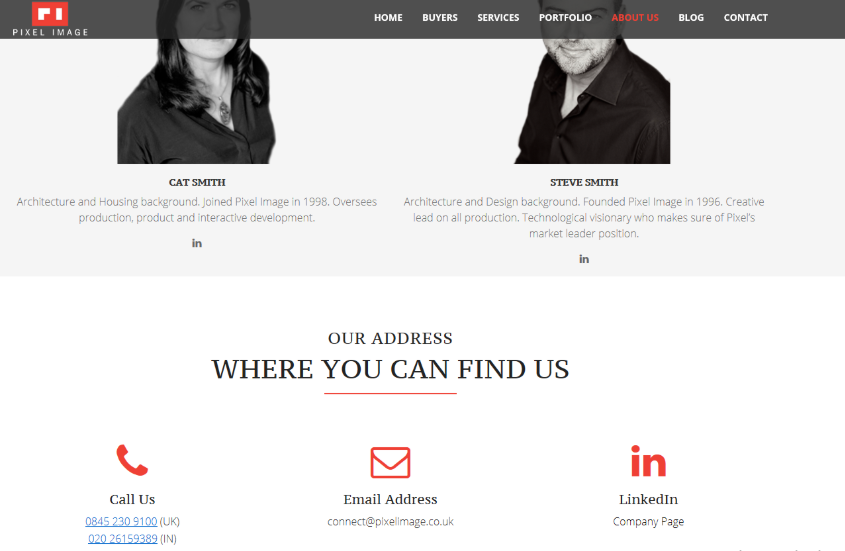 PIXEL IMAGE
HOME BUYERS SERVICES PORTFOLIO ABOUT US BLOG CONTACT
CAT SMITH
Architecture and Housing background. Joined Pixel Image in 1998. Oversees
production, product and interactive development.
in
STEVE SMITH
Architecture and Design background. Founded Pixel Image in 1996. Creative
lead on all production. Technological visionary who makes sure of Pixel's
market leader position.
in
OUR ADDRESS
WHERE YOU CAN FIND US
Call Us
0845 230 9100 (UK)
020 26159389 (IN)
Email Address
connect@pixelimage.co.uk
in
LinkedIn
Company Page